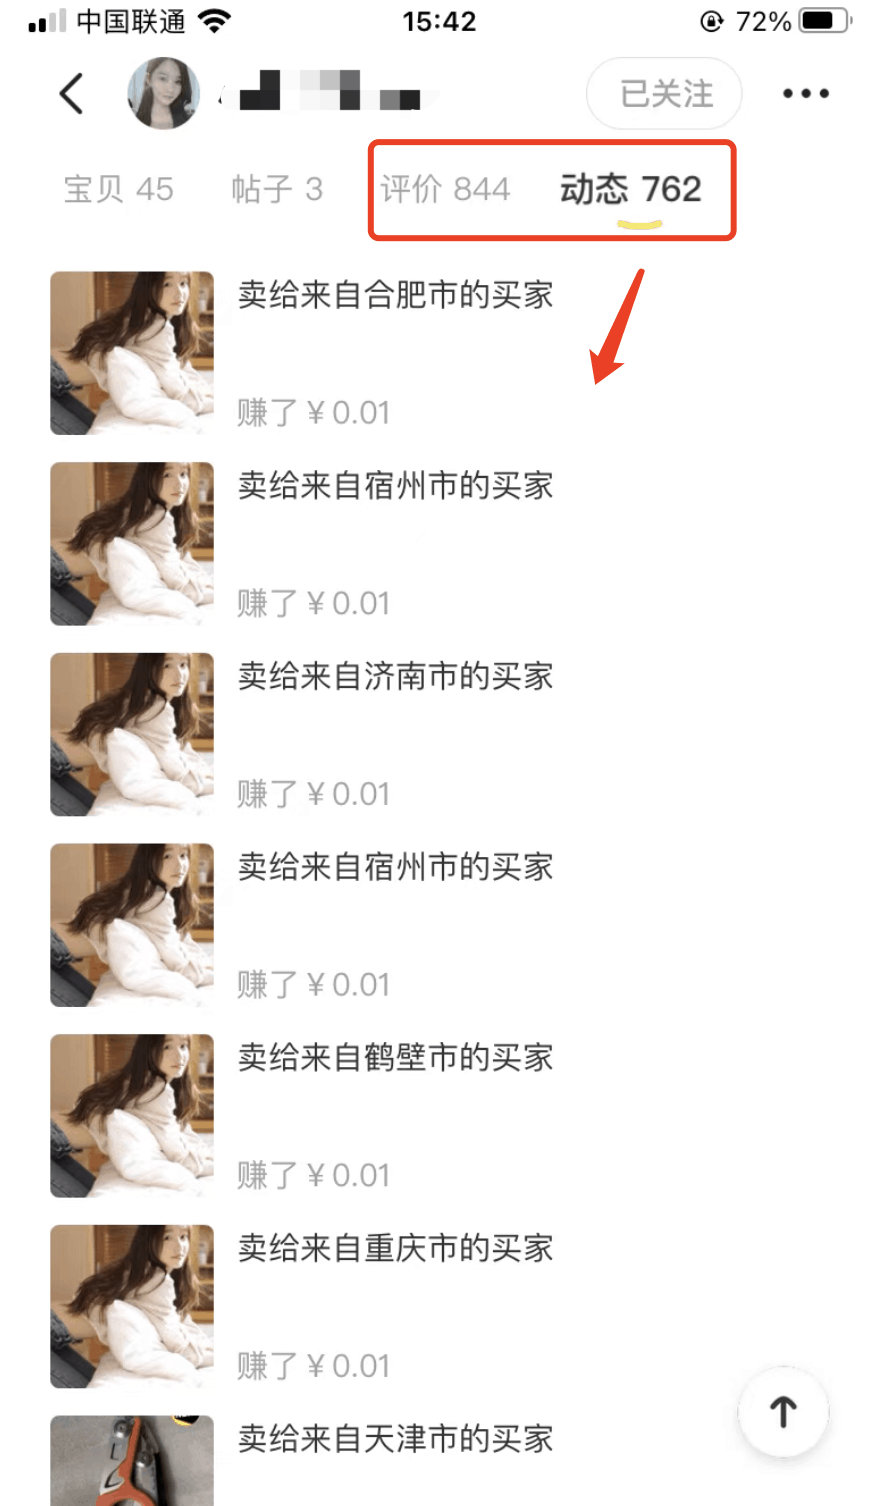 中国联通 15:42 72%
已关注
宝贝 45 帖子 3 评价 844 动态 762
卖给来自合肥市的买家
赚了 ¥ 0.01
卖给来自宿州市的买家
赚了 ¥ 0.01
卖给来自济南市的买家
赚了 ¥ 0.01
卖给来自宿州市的买家
赚了 ¥ 0.01
卖给来自鹤壁市的买家
赚了 ¥ 0.01
卖给来自重庆市的买家
赚了 ¥ 0.01
卖给来自天津市的买家